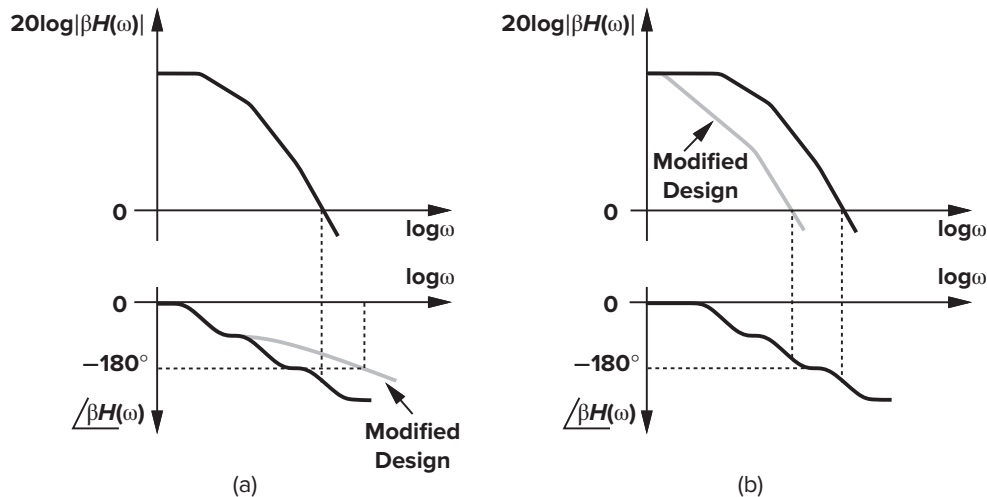 20log|βH(ω)|
0
logω
logω
0
−180°
∠βH(ω)
Modified
Design
(a)
20log|βH(ω)|
Modified
Design
0
logω
logω
0
−180°
∠βH(ω)
(b)